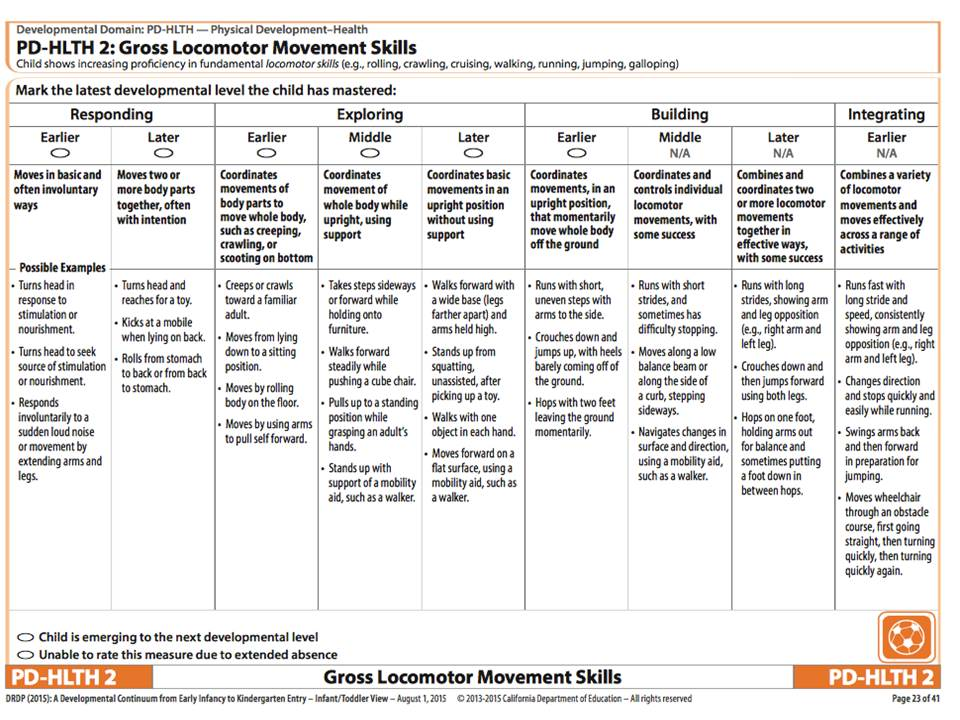 Developmental Domain: PD-HLTH — Physical Development–Health
PD-HLTH 2: Gross Locomotor Movement Skills
Child shows increasing proficiency in fundamental locomotor skills (e.g., rolling, crawling, cruising, walking, running, jumping, galloping)
Mark the latest developmental level the child has mastered:
Responding
Exploring
Building
Integrating
Earlier
Later
Earlier
Middle
Later
Earlier
Middle
N/A
Later
N/A
Earlier
N/A
Moves in basic and
often involuntary
ways
Moves two or
more body parts
together, often
with intention
Coordinates
movements of
body parts to
move whole body,
such as creeping,
crawling, or
scooting on bottom
Coordinates
movement of
whole body while
upright, using
support
Coordinates basic
movements in an
upright position
without using
support
Coordinates
movements, in an
upright position,
that momentarily
move whole body
off the ground
Coordinates and
controls individual
locomotor
movements, with
some success
Combines and
coordinates two
or more locomotor
movements
together in
effective ways,
with some success
Combines a variety
of locomotor
movements and
moves effectively
across a range of
activities
Possible Examples
• Turns head in
response to
stimulation or
nourishment.
• Turns head to seek
source of stimulation
or nourishment.
• Responds
involuntarily to a
sudden loud noise
or movement by
extending arms and
legs.
• Turns head and
reaches for a toy.
• Kicks at a mobile
when lying on back.
• Rolls from stomach
to back or from back
to stomach.
• Creeps or crawls
toward a familiar
adult.
• Moves from lying
down to a sitting
position.
• Moves by rolling
body on the floor.
• Moves by using arms
to pull self forward.
• Takes steps sideways
or forward while
holding onto
furniture.
• Walks forward
steadily while
pushing a cube chair.
• Pulls up to a standing
position while
grasping an adult's
hands.
• Stands up with
support of a mobility
aid, such as a walker.
• Walks forward with
a wide base (legs
farther apart) and
arms held high.
• Stands up from
squatting,
unassisted, after
picking up a toy.
• Walks with one
object in each hand.
• Moves forward on a
flat surface, using a
mobility aid, such as
a walker.
• Runs with short,
uneven steps with
arms to the side.
• Crouches down and
jumps up, with heels
barely coming off of
the ground.
• Hops with two feet
leaving the ground
momentarily.
• Runs with short
strides, and
sometimes has
difficulty stopping.
• Moves along a low
balance beam or
along the side of
a curb, stepping
sideways.
• Navigates changes in
surface and direction,
using a mobility aid,
such as a walker.
• Runs with long
strides, showing arm
and leg opposition
(e.g., right arm and
left leg).
• Crouches down and
then jumps forward
using both legs.
• Hops on one foot,
holding arms out
for balance and
sometimes putting
a foot down in
between hops.
• Runs fast with
long stride and
speed, consistently
showing arm and leg
opposition (e.g., right
arm and left leg).
• Changes direction
and stops quickly and
easily while running.
• Swings arms back
and then forward
in preparation for
jumping.
• Moves wheelchair
through an obstacle
course, first going
straight, then turning
quickly, then turning
quickly again.
Child is emerging to the next developmental level
Unable to rate this measure due to extended absence
PD-HLTH 2
Gross Locomotor Movement Skills
PD-HLTH 2
DRDP (2015): A Developmental Continuum from Early Infancy to Kindergarten Entry – Infant/Toddler View – August 1, 2015 © 2013-2015 California Department of Education – All rights reserved
Page 23 of 41